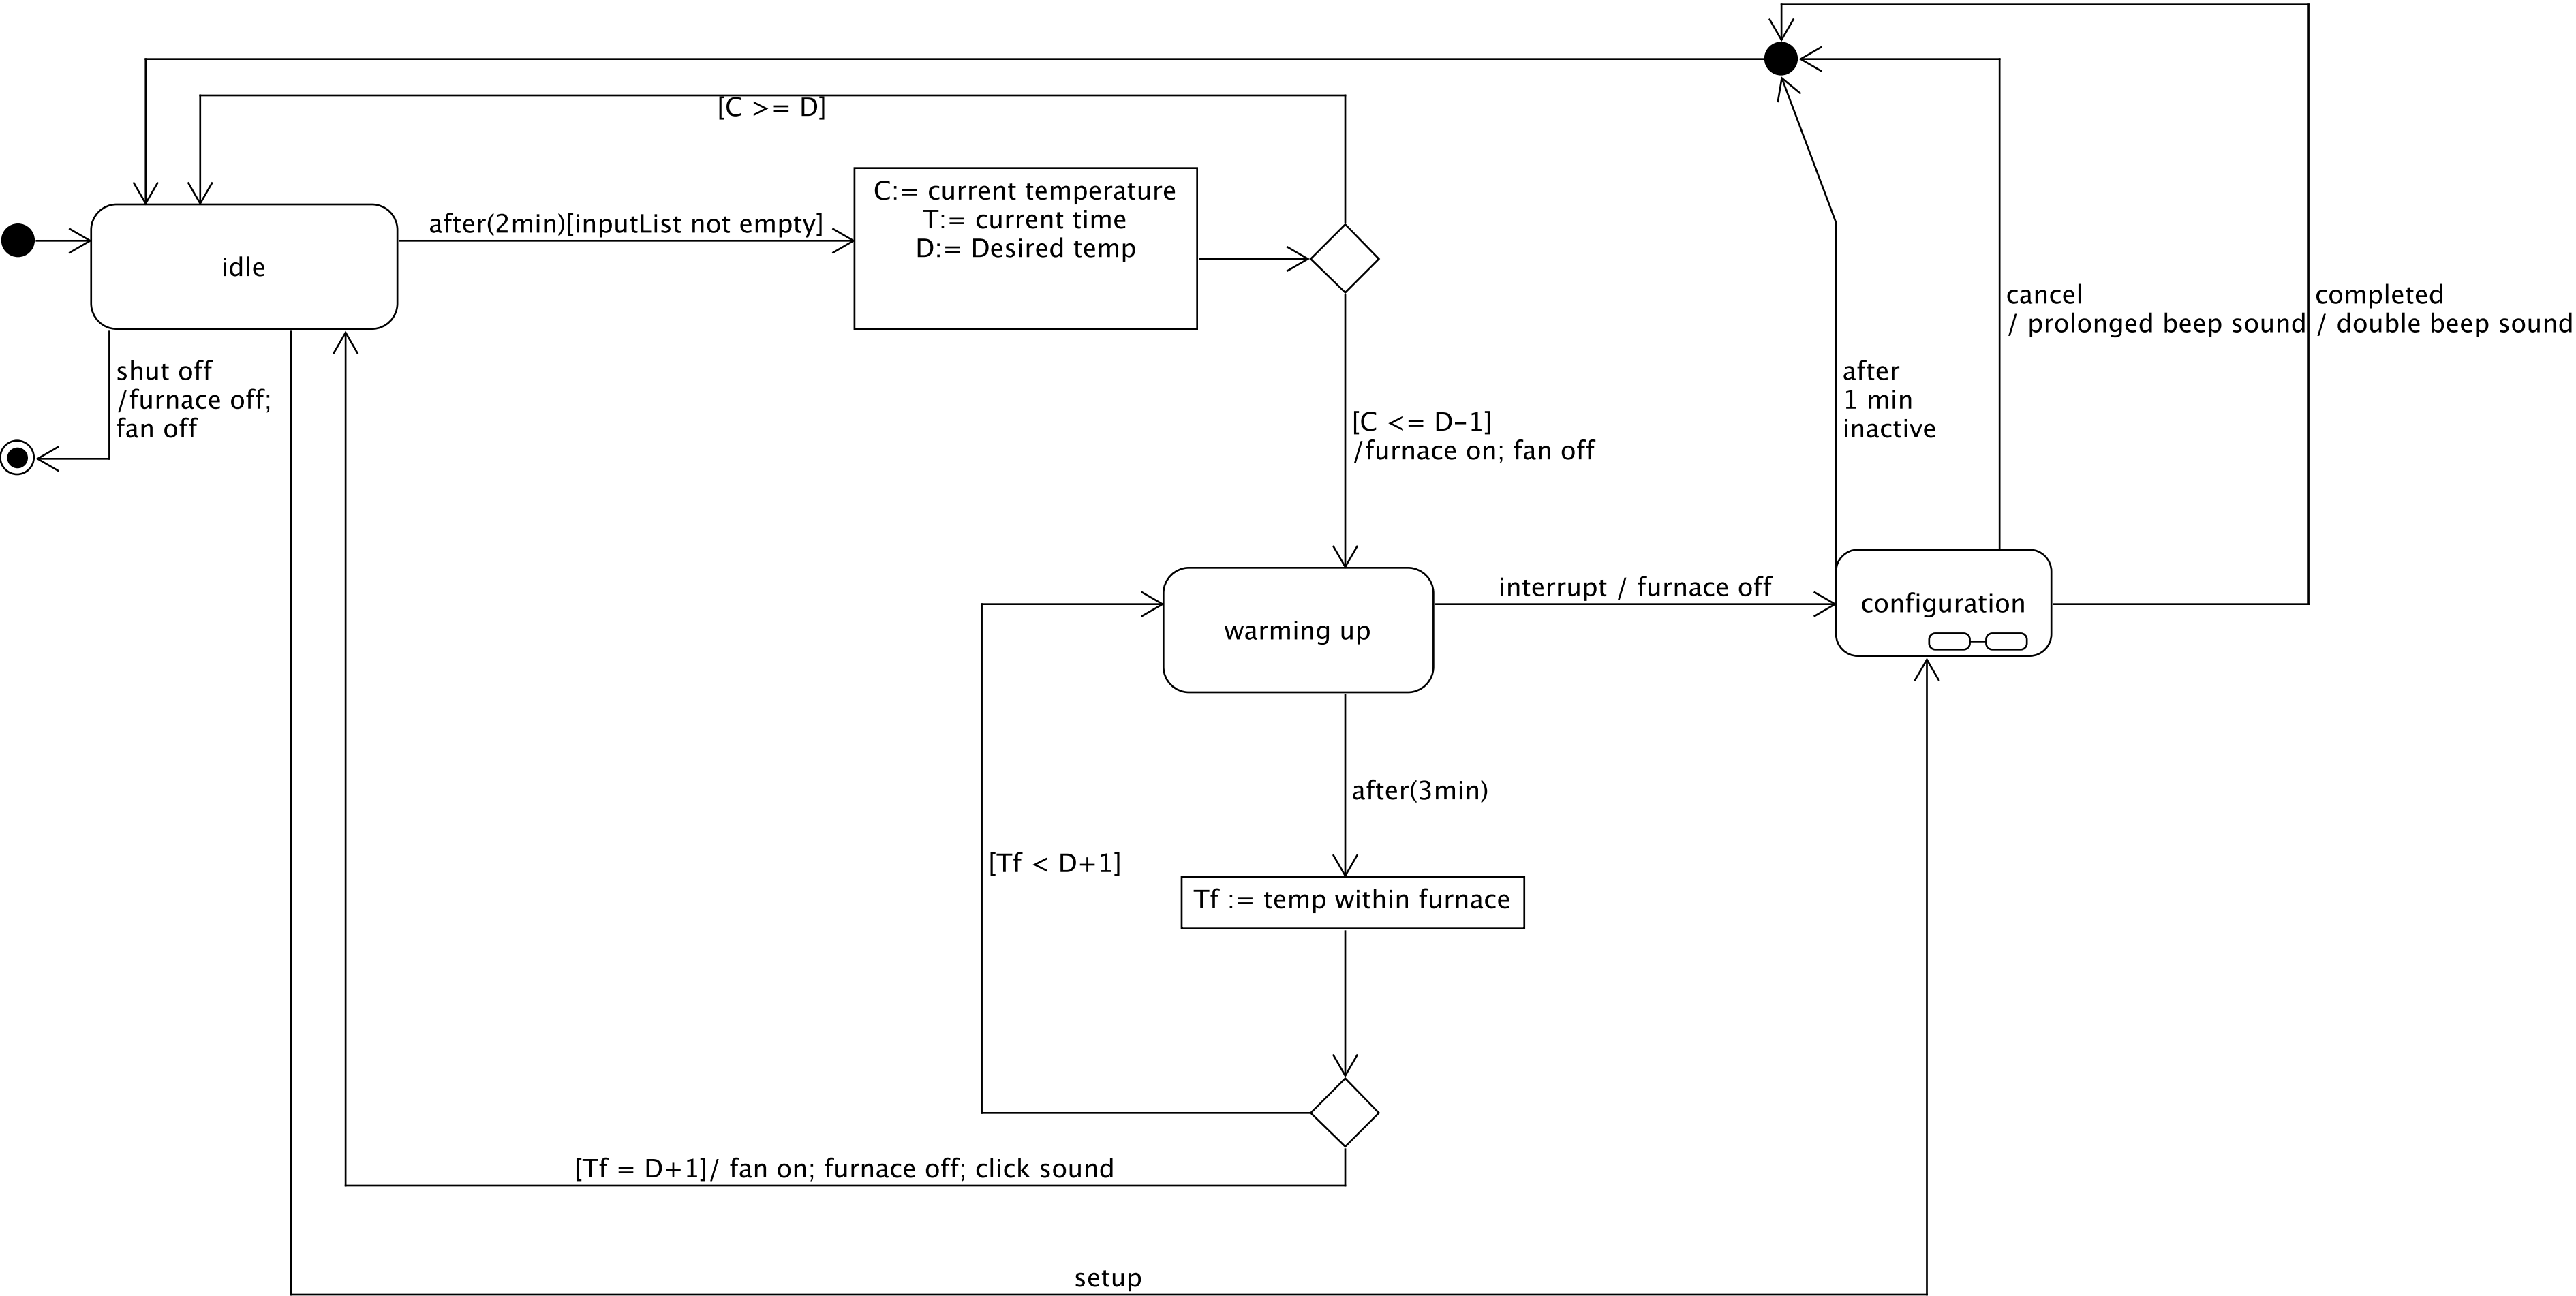 [C >= D]
C:= current temperature
T:= current time
D:= Desired temp
after(2min)[inputList not empty]
idle
cancel
/ prolonged beep sound
completed
/ double beep sound
shut off
/furnace off;
fan off
after
1 min
inactive
[C <= D-1]
/furnace on; fan off
interrupt / furnace off
configuration
warming up
after(3min)
[Tf < D+1]
Tf := temp within furnace
[Tf = D+1]/ fan on; furnace off; click sound
setup